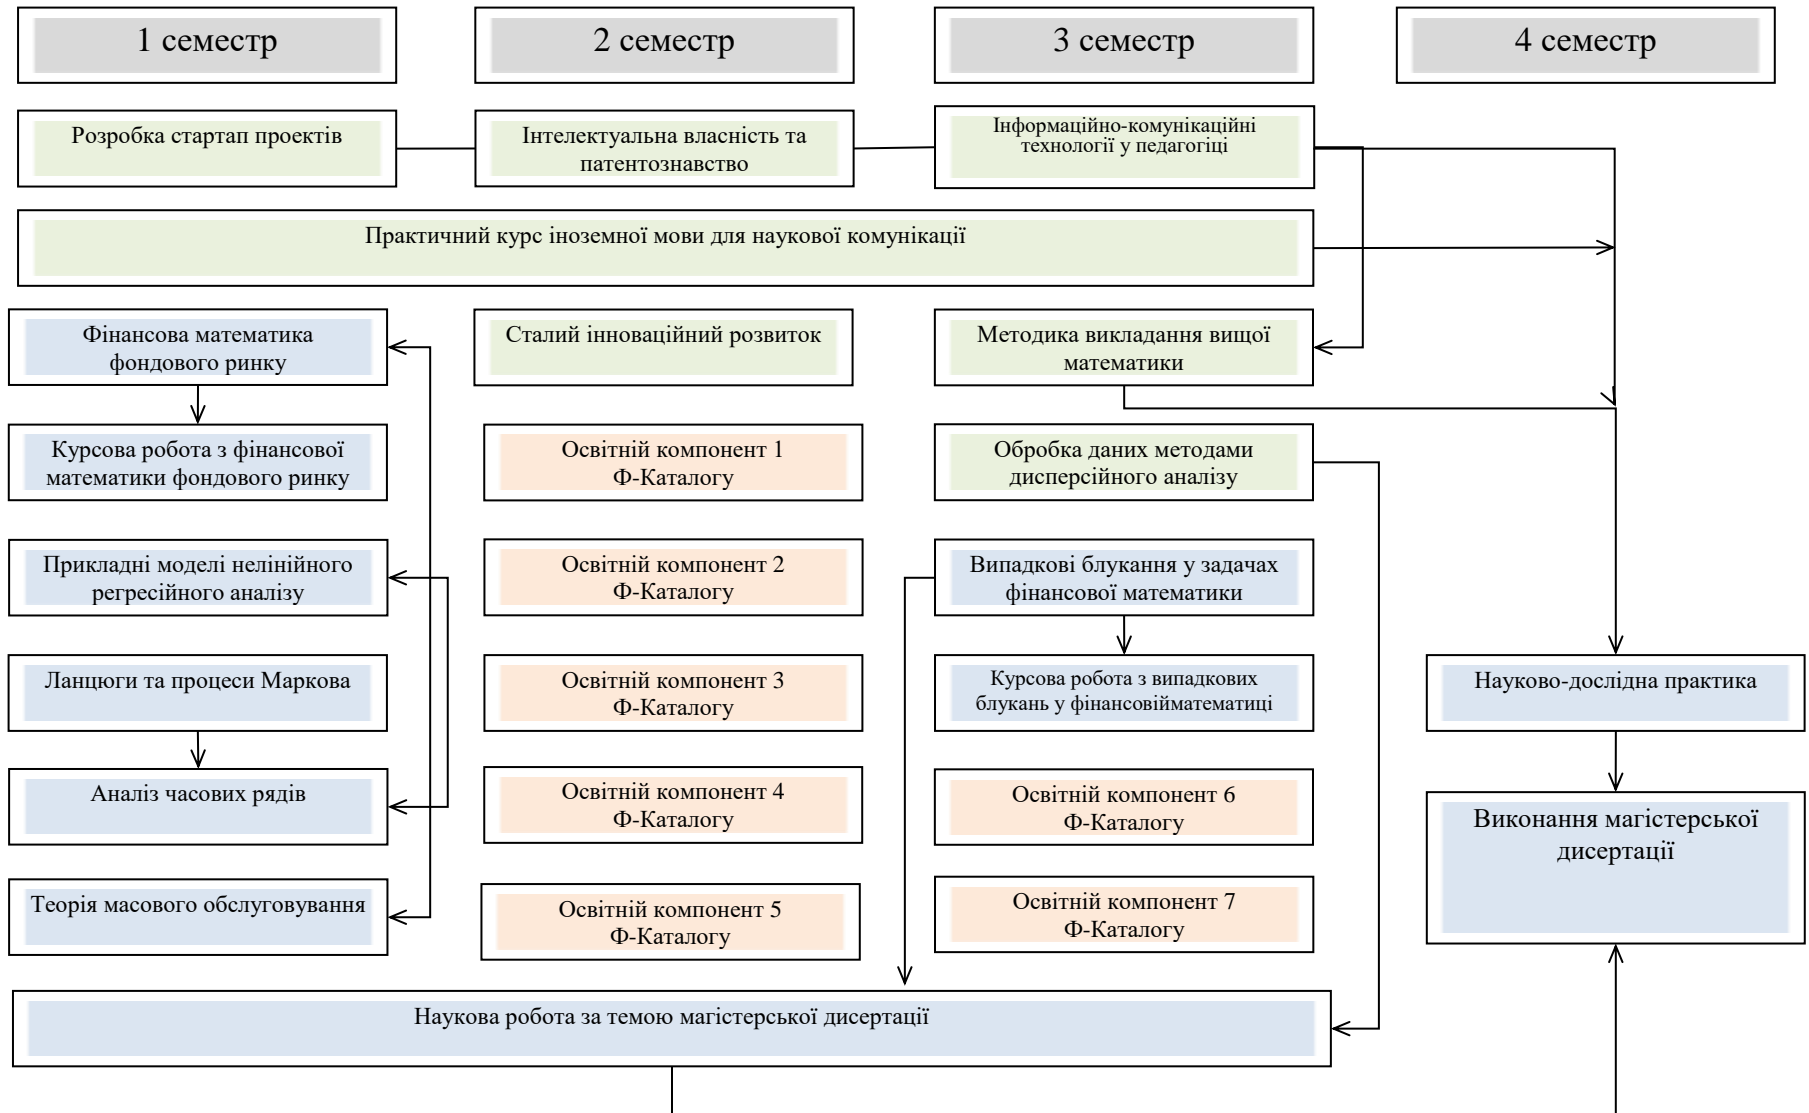 1 семестр
2 семестр
3 семестр
4 семестр
Розробка стартап проектів
Інтелектуальна власність та
патентознавство
Інформаційно-комунікаційні
технології у педагогіці
Практичний курс іноземної мови для наукової комунікації
Фінансова математика
фондового ринку
Сталий інноваційний розвиток
Методика викладання вищої
математики
Курсова робота з фінансової
математики фондового ринку
Освітній компонент 1
Ф-Каталогу
Обробка даних методами
дисперсійного аналізу
Прикладні моделі нелінійного
регресійного аналізу
Освітній компонент 2
Ф-Каталогу
Випадкові блукання у задачах
фінансової математики
Ланцюги та процеси Маркова
Освітній компонент 3
Ф-Каталогу
Курсова робота з випадкових
блукань у фінансовійматематиці
Науково-дослідна практика
Аналіз часових рядів
Освітній компонент 4
Ф-Каталогу
Освітній компонент 6
Ф-Каталогу
Виконання магістерської
дисертації
Теорія масового обслуговування
Освітній компонент 5
Ф-Каталогу
Освітній компонент 7
Ф-Каталогу
Наукова робота за темою магістерської дисертації